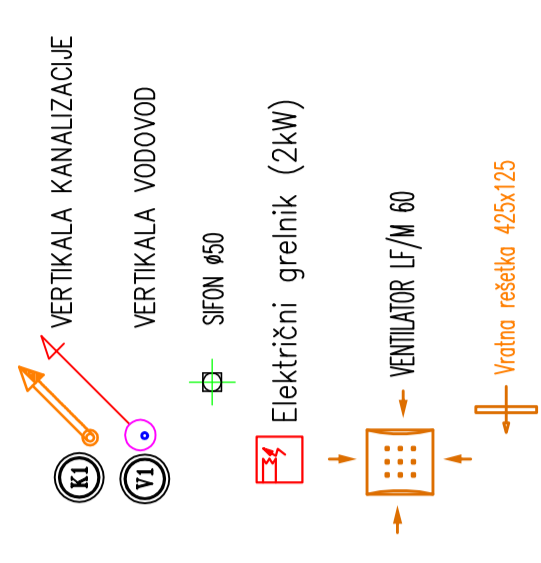 K1 VERTIKALA KANALIZACIJE
V1 VERTIKALA VODOVOD
SIFON ø50
Električni grelnik (2kW)
VENTILATOR LF/M 60
Vratna rešetka 425x125